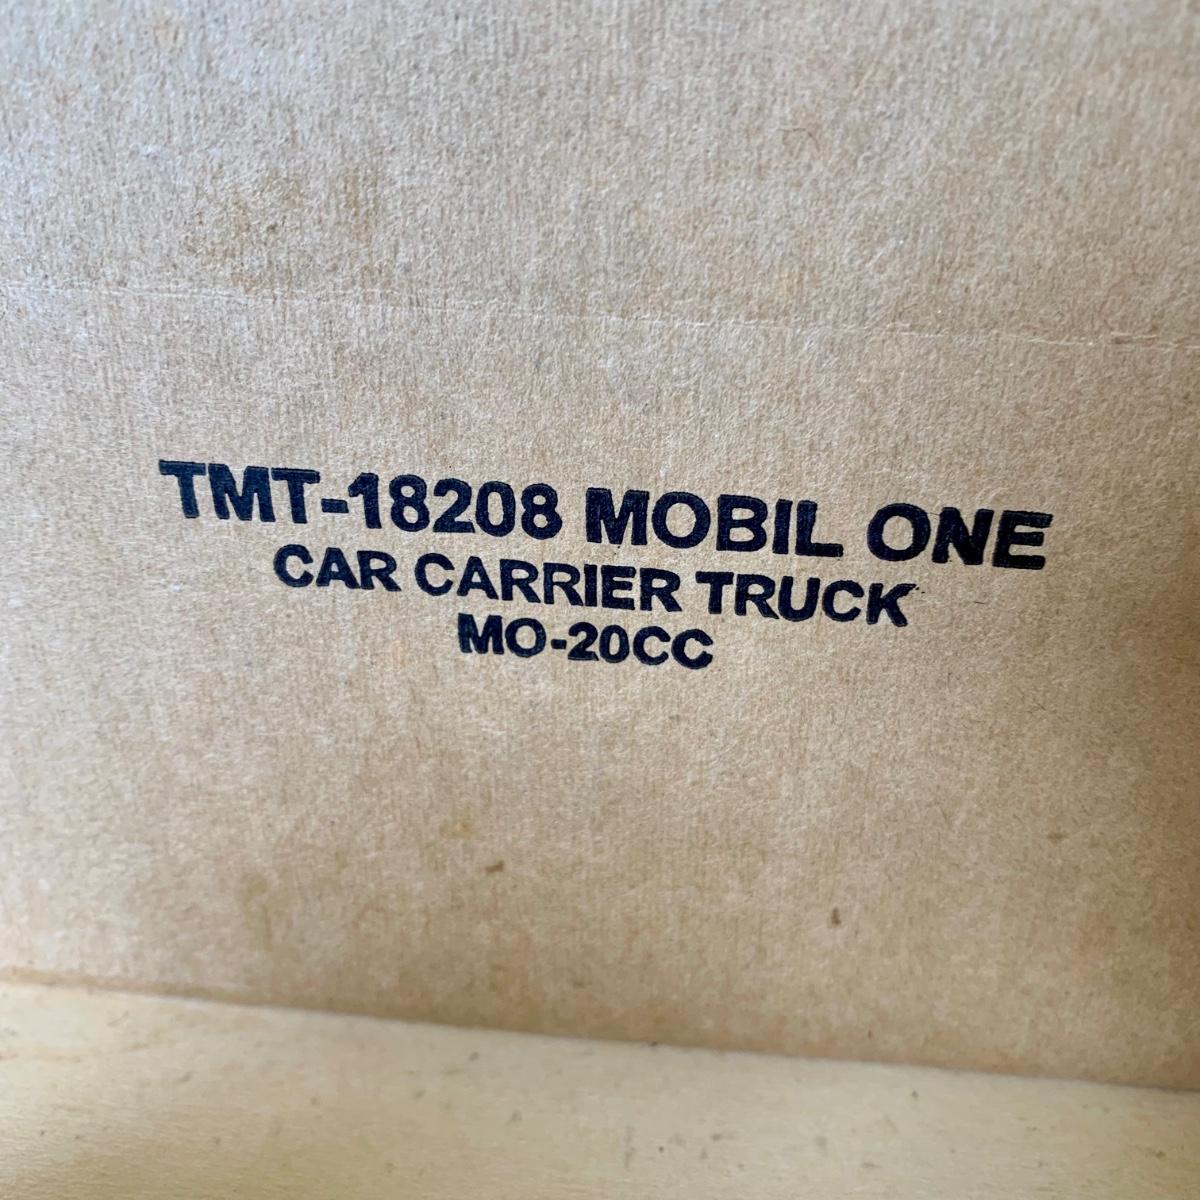 TMT-18208 MOBIL ONE
CAR CARRIER TRUCK
MO-20CC